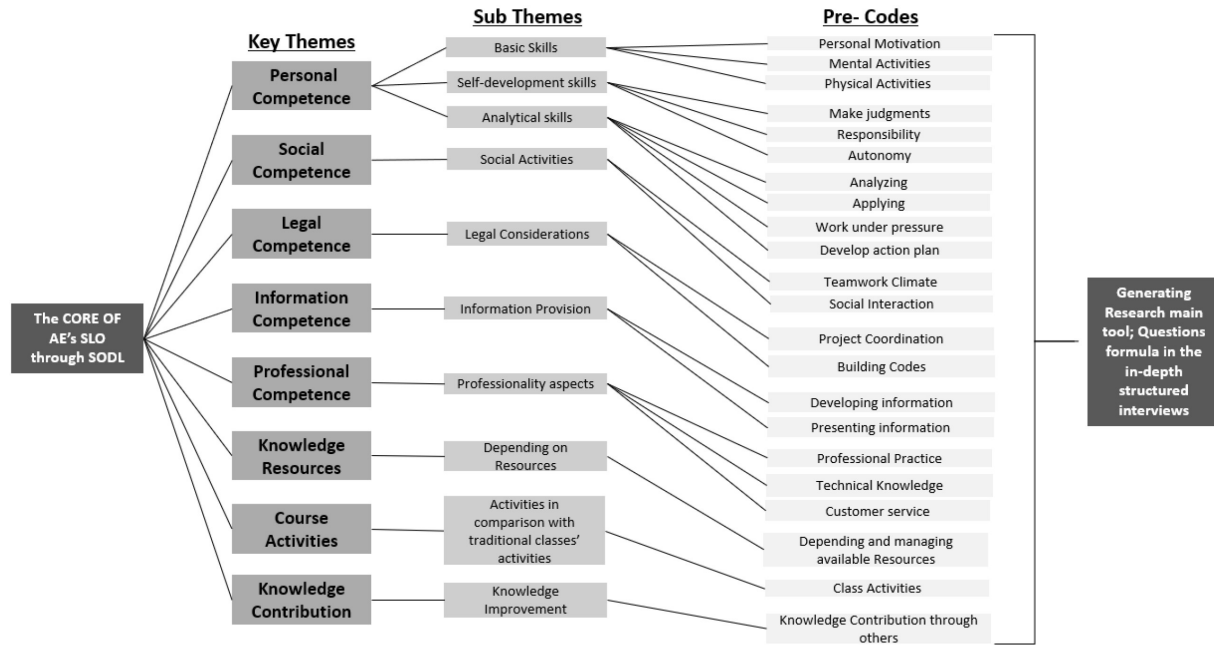 Key Themes
Sub Themes
Pre- Codes
The CORE OF
AE's SLO
through SODL
Personal
Competence
Social
Competence
Legal
Competence
Information
Competence
Professional
Competence
Knowledge
Resources
Course
Activities
Knowledge
Contribution
Basic Skills
Self-development skills
Analytical skills
Social Activities
Legal Considerations
Information Provision
Professionality aspects
Depending on
Resources
Activities in
comparison with
traditional classes'
activities
Knowledge
Improvement
Personal Motivation
Mental Activities
Physical Activities
Make judgments
Responsibility
Autonomy
Analyzing
Applying
Work under pressure
Develop action plan
Teamwork Climate
Social Interaction
Project Coordination
Building Codes
Developing information
Presenting information
Professional Practice
Technical Knowledge
Customer service
Depending and managing
available Resources
Class Activities
Knowledge Contribution through
others
Generating
Research main
tool; Questions
formula in the
in-depth
structured
interviews